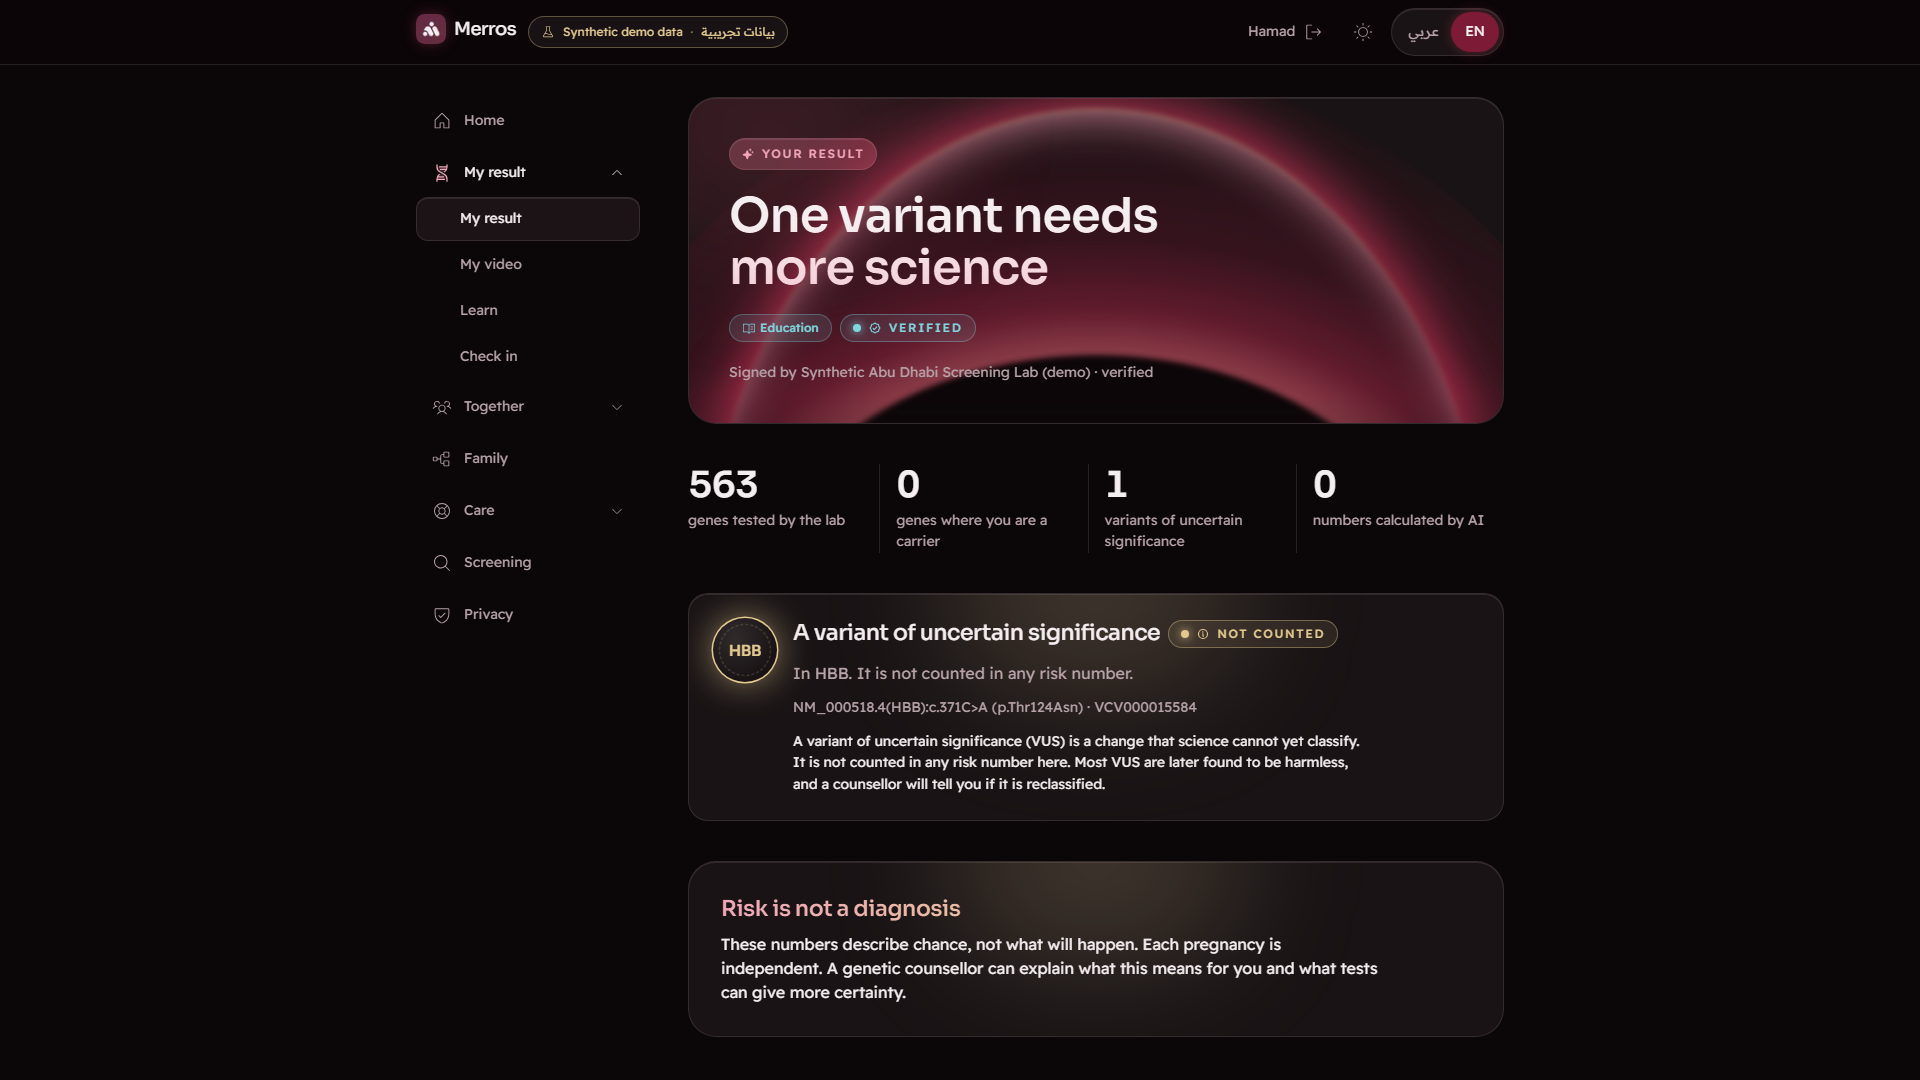 Merros
Synthetic demo data · بيانات تجريبية
Hamad
عربي
EN
Home
My result
My result
My video
Learn
Check in
Together
Family
Care
Screening
Privacy
YOUR RESULT
One variant needs
more science
Education
VERIFIED
Signed by Synthetic Abu Dhabi Screening Lab (demo) · verified
563
genes tested by the lab
0
genes where you are a
carrier
1
variants of uncertain
significance
0
numbers calculated by AI
HBB
A variant of uncertain significance
NOT COUNTED
In HBB. It is not counted in any risk number.
NM_000518.4(HBB):c.371C>A (p.Thr124Asn) · VCV000015584
A variant of uncertain significance (VUS) is a change that science cannot yet classify.
It is not counted in any risk number here. Most VUS are later found to be harmless,
and a counsellor will tell you if it is reclassified.
Risk is not a diagnosis
These numbers describe chance, not what will happen. Each pregnancy is
independent. A genetic counsellor can explain what this means for you and what tests
can give more certainty.